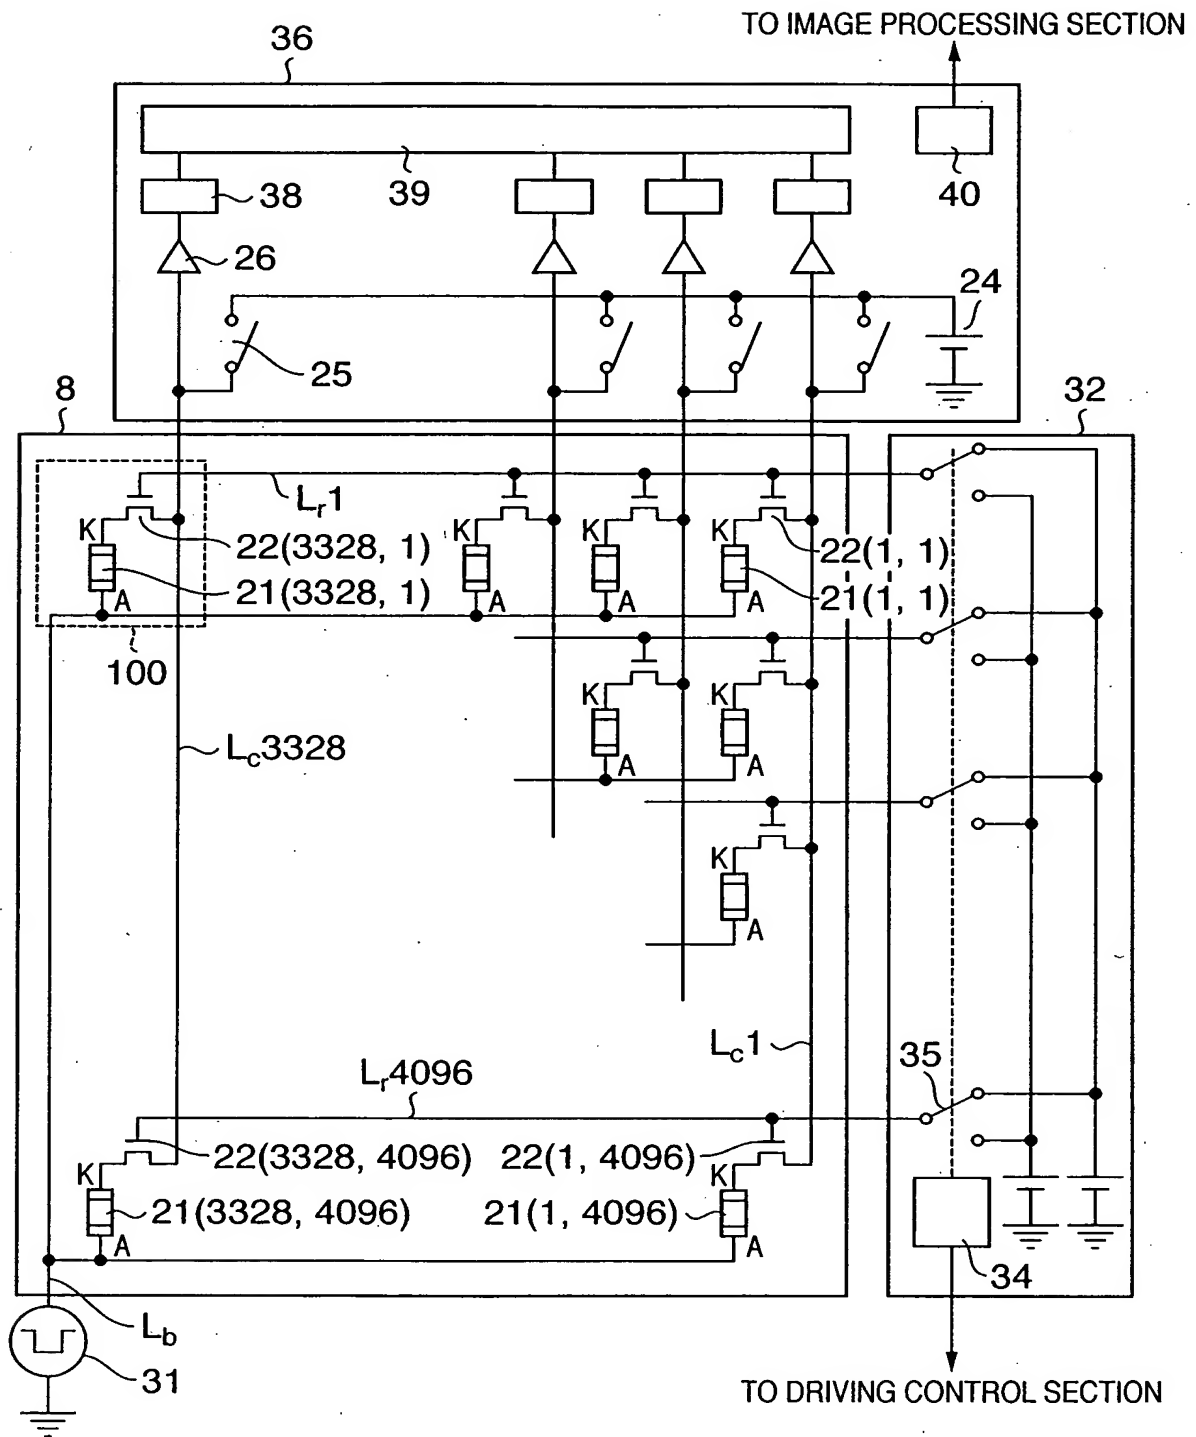 TO IMAGE PROCESSING SECTION
36
39
40
38
26
24
25
8
32
Lr1
K
K
K
K
22(3328, 1)
22(1, 1)
21(3328, 1)
21(1, 1)
A
A
A
A
100
K
K
A
A
Lc3328
K
A
Lc1
35
Lr4096
22(3328, 4096)
22(1, 4096)
K
K
21(3328, 4096)
21(1, 4096)
A
A
34
Lb
31
TO DRIVING CONTROL SECTION